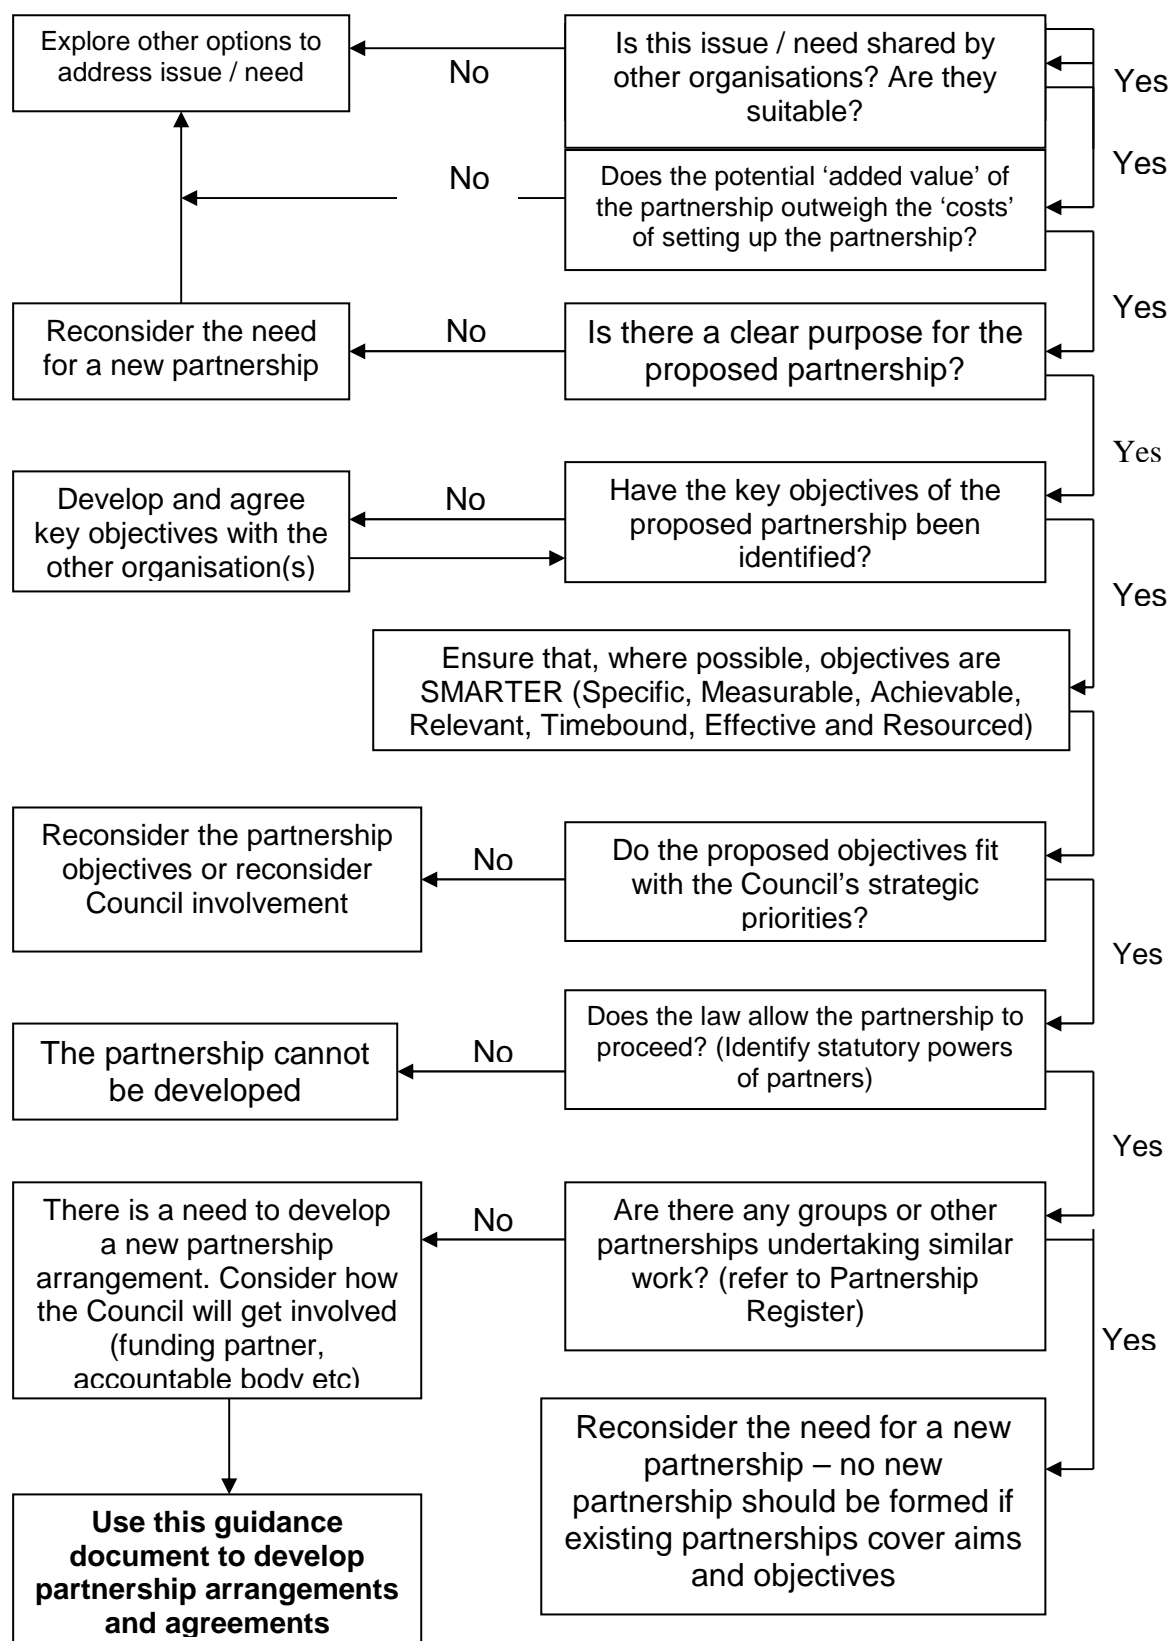 Explore other options to
address issue / need
No
Is this issue / need shared by
other organisations? Are they
suitable?
Yes
Yes
No
Does the potential ‘added value’ of
the partnership outweigh the ‘costs’
of setting up the partnership?
Yes
Reconsider the need
for a new partnership
No
Is there a clear purpose for the
proposed partnership?
Yes
Develop and agree
key objectives with the
other organisation(s)
No
Have the key objectives of the
proposed partnership been
identified?
Yes
Ensure that, where possible, objectives are
SMARTER (Specific, Measurable, Achievable,
Relevant, Timebound, Effective and Resourced)
Reconsider the partnership
objectives or reconsider
Council involvement
No
Do the proposed objectives fit
with the Council’s strategic
priorities?
Yes
The partnership cannot
be developed
No
Does the law allow the partnership to
proceed? (Identify statutory powers
of partners)
Yes
There is a need to develop
a new partnership
arrangement. Consider how
the Council will get involved
(funding partner,
accountable body etc)
No
Are there any groups or other
partnerships undertaking similar
work? (refer to Partnership
Register)
Yes
Reconsider the need for a new
partnership – no new
partnership should be formed if
existing partnerships cover aims
and objectives
Use this guidance
document to develop
partnership arrangements
and agreements